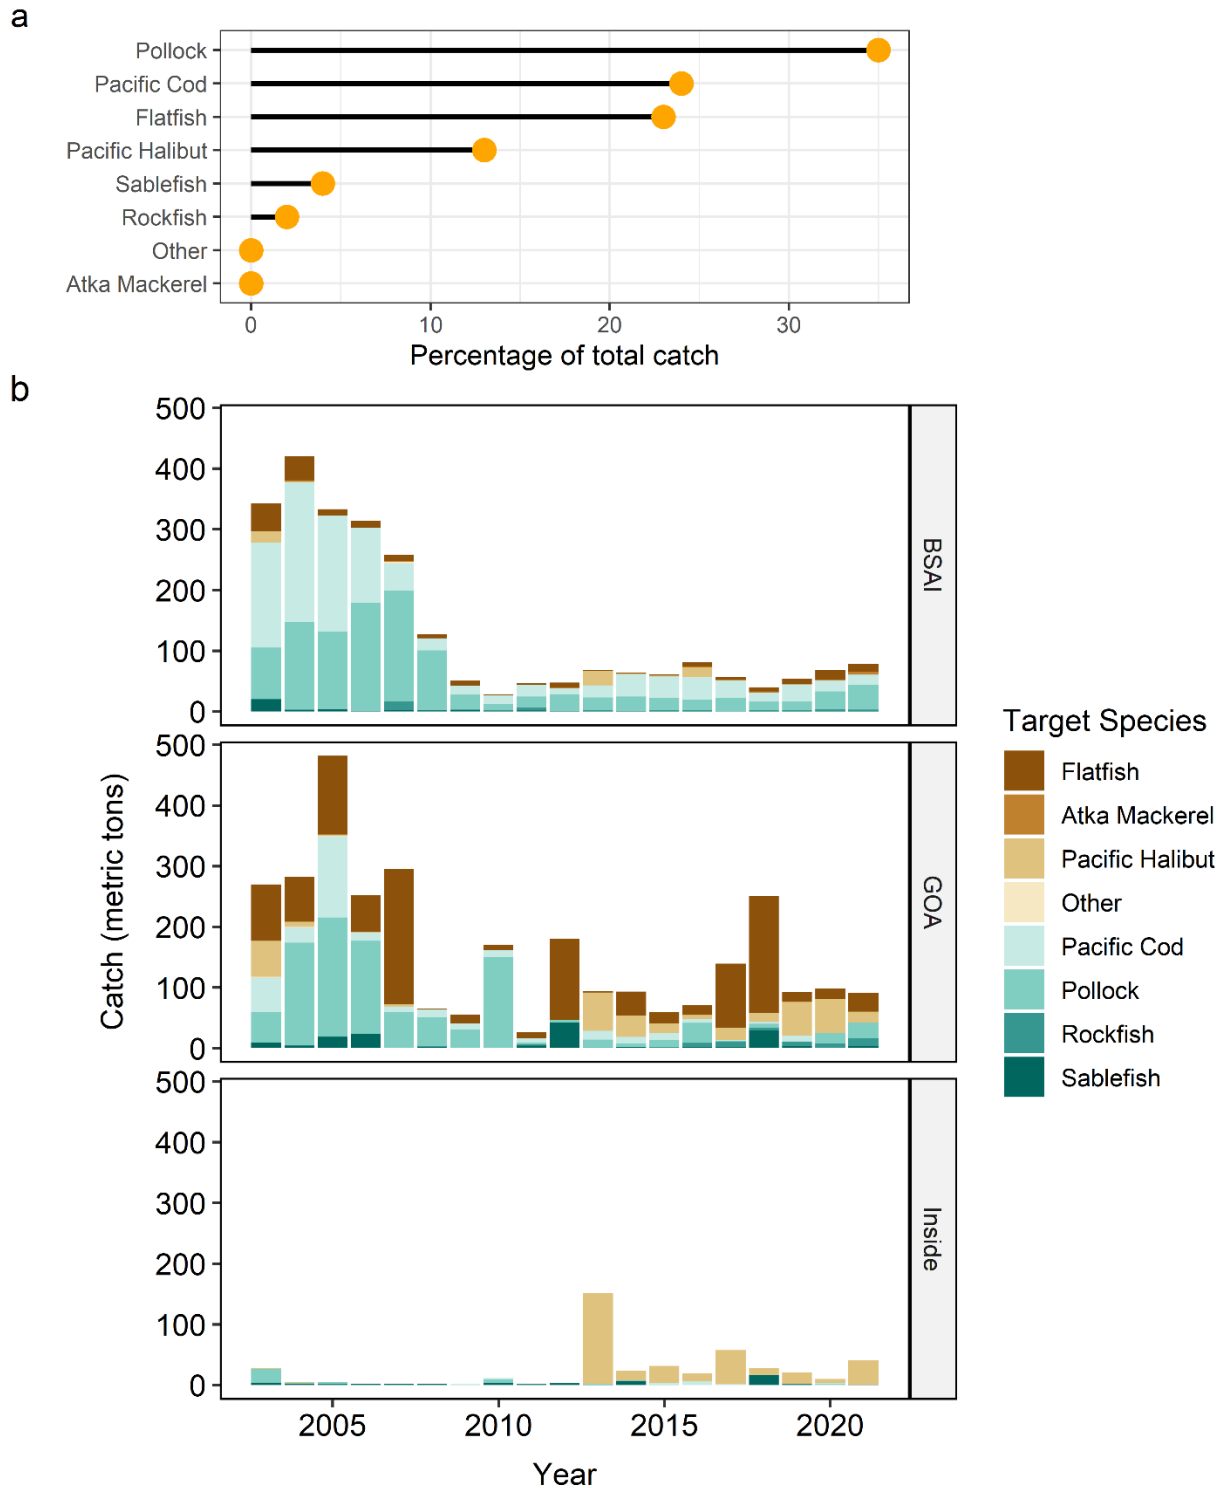 a
Pollock
Pacific Cod
Flatfish
Pacific Halibut
Sablefish
Rockfish
Other
Atka Mackerel
0 10 20 30
Percentage of total catch
b
Catch (metric tons)
500
400
300
200
100
0
BSAI
500
400
300
200
100
0
GOA
500
400
300
200
100
0
Inside
2005 2010 2015 2020
Year
Target Species
Flatfish
Atka Mackerel
Pacific Halibut
Other
Pacific Cod
Pollock
Rockfish
Sablefish